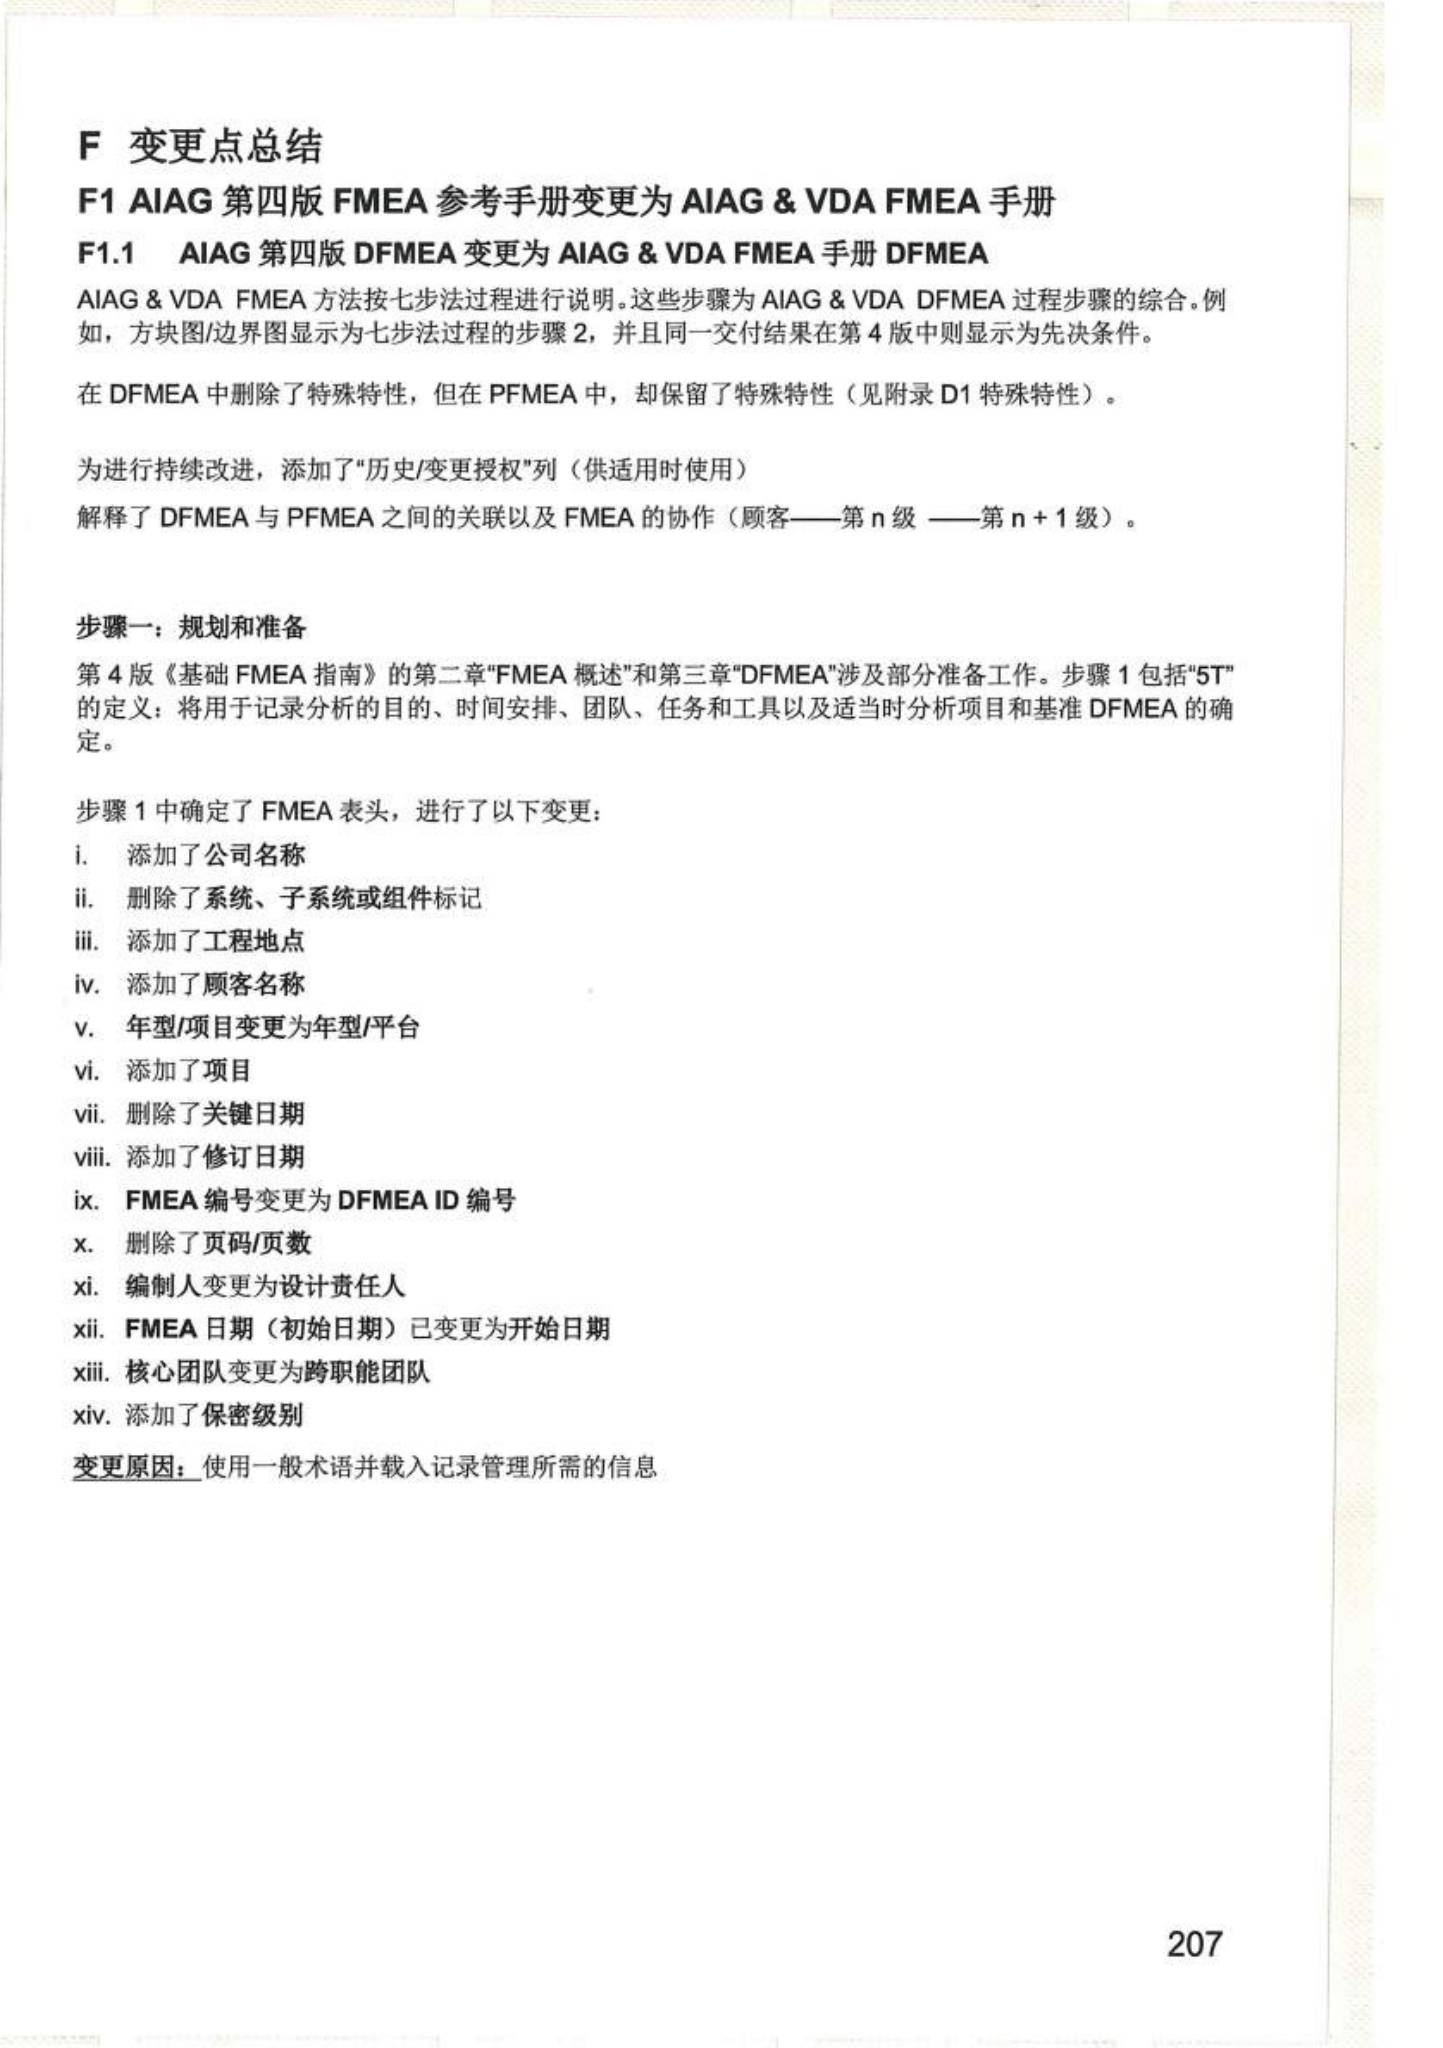 F 变更点总结
F1 AIAG 第四版 FMEA 参考手册变更为 AIAG & VDA FMEA 手册
F1.1 AIAG 第四版 DFMEA 变更为 AIAG & VDA FMEA 手册 DFMEA
AIAG & VDA FMEA 方法按七步法过程进行说明。这些步骤为 AIAG & VDA DFMEA 过程步骤的综合。例
如，方块图/边界图显示为七步法过程的步骤 2，并且同一交付结果在第 4 版中则显示为先决条件。
在 DFMEA 中删除了特殊特性，但在 PFMEA 中，却保留了特殊特性（见附录 D1 特殊特性）。
为进行持续改进，添加了“历史/变更授权”列（供适用时使用）
解释了 DFMEA 与 PFMEA 之间的关联以及 FMEA 的协作（顾客——第 n 级 ——第 n + 1 级）。
步骤一：规划和准备
第 4 版《基础 FMEA 指南》的第二章“FMEA 概述”和第三章“DFMEA”涉及部分准备工作。步骤 1 包括“5T”
的定义：将用于记录分析的目的、时间安排、团队、任务和工具以及适当时分析项目和基准 DFMEA 的确
定。
步骤 1 中确定了 FMEA 表头，进行了以下变更：
i. 添加了公司名称
ii. 删除了系统、子系统或组件标记
iii. 添加了工程地点
iv. 添加了顾客名称
v. 年型/项目变更为年型/平台
vi. 添加了项目
vii. 删除了关键日期
viii. 添加了修订日期
ix. FMEA 编号变更为 DFMEA ID 编号
x. 删除了页码/页数
xi. 编制人变更为设计责任人
xii. FMEA 日期（初始日期）已变更为开始日期
xiii. 核心团队变更为跨职能团队
xiv. 添加了保密级别
变更原因：使用一般术语并载入记录管理所需的信息
207